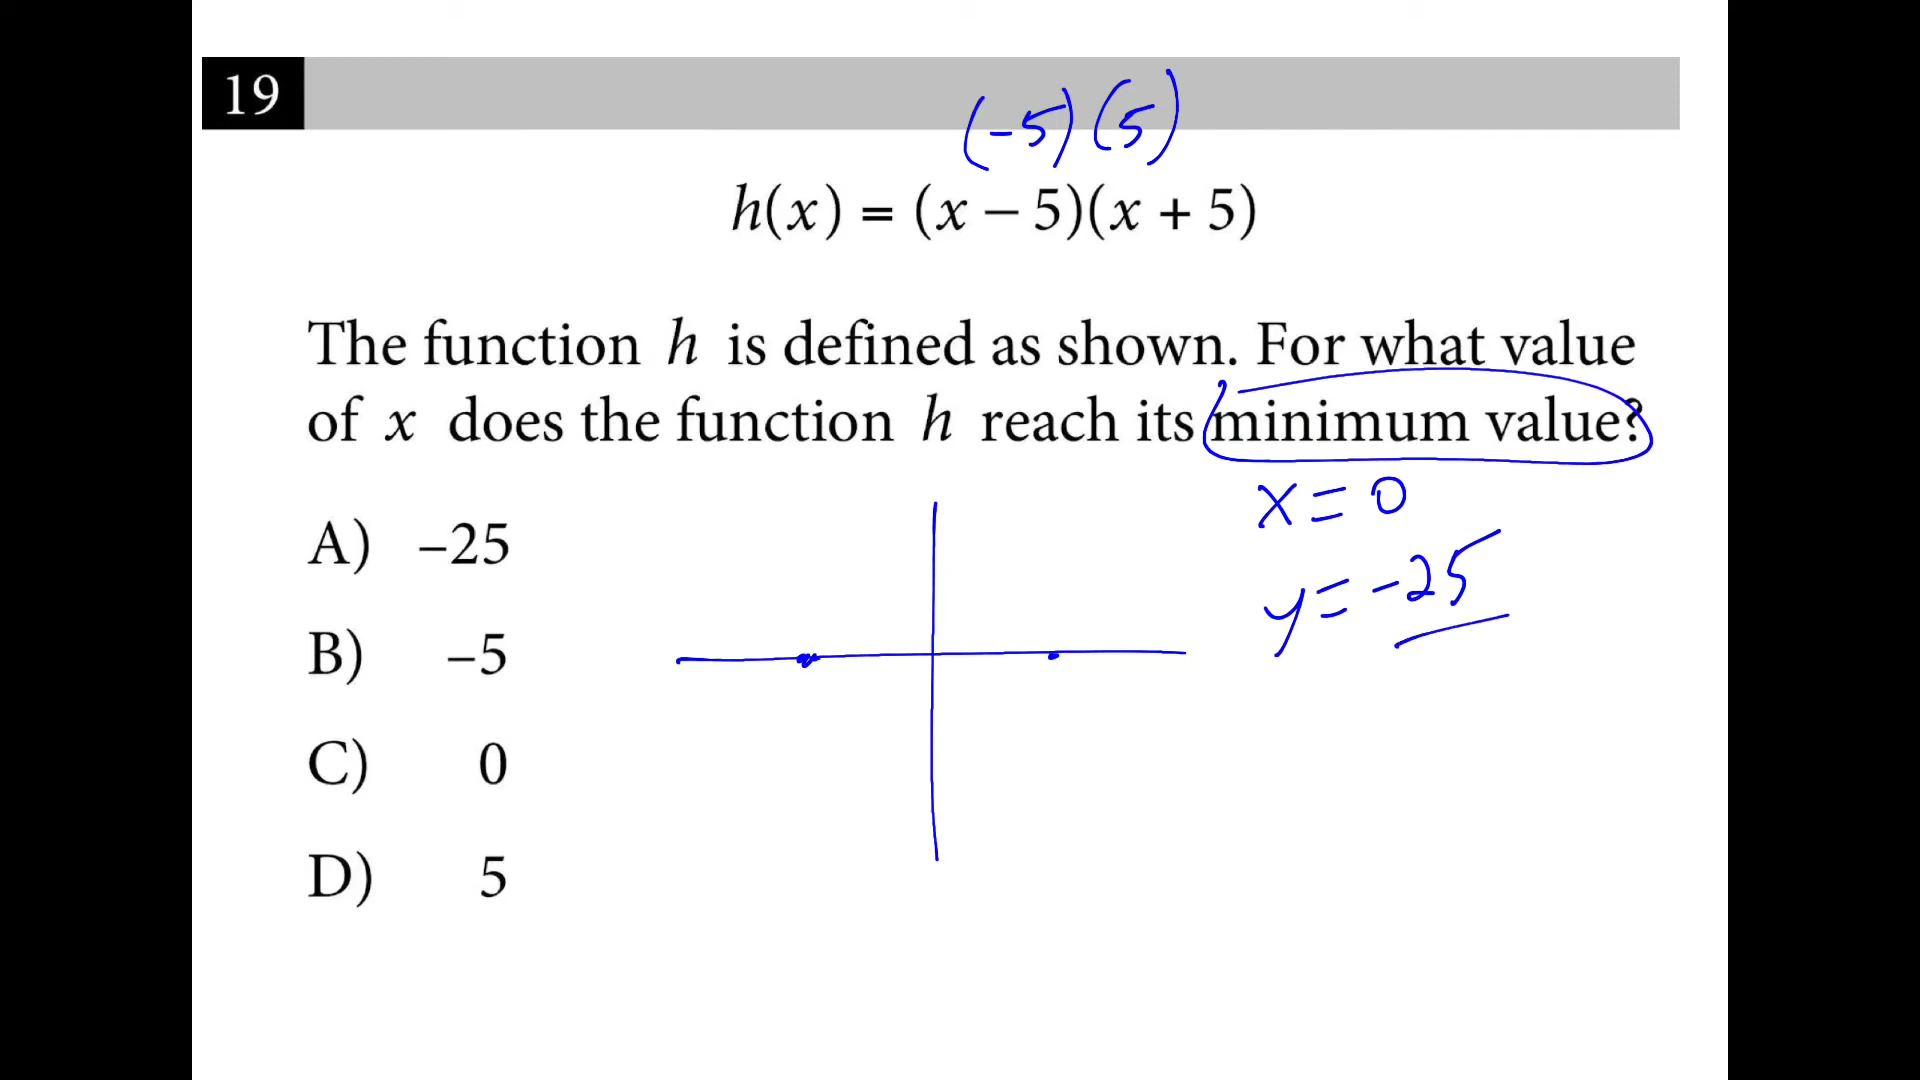 19
(-5)(5)
h(x) = (x – 5)(x + 5)
The function h is defined as shown. For what value
of x does the function h reach its minimum value?
x = 0
A) –25
y = -25
B) –5
C) 0
D) 5